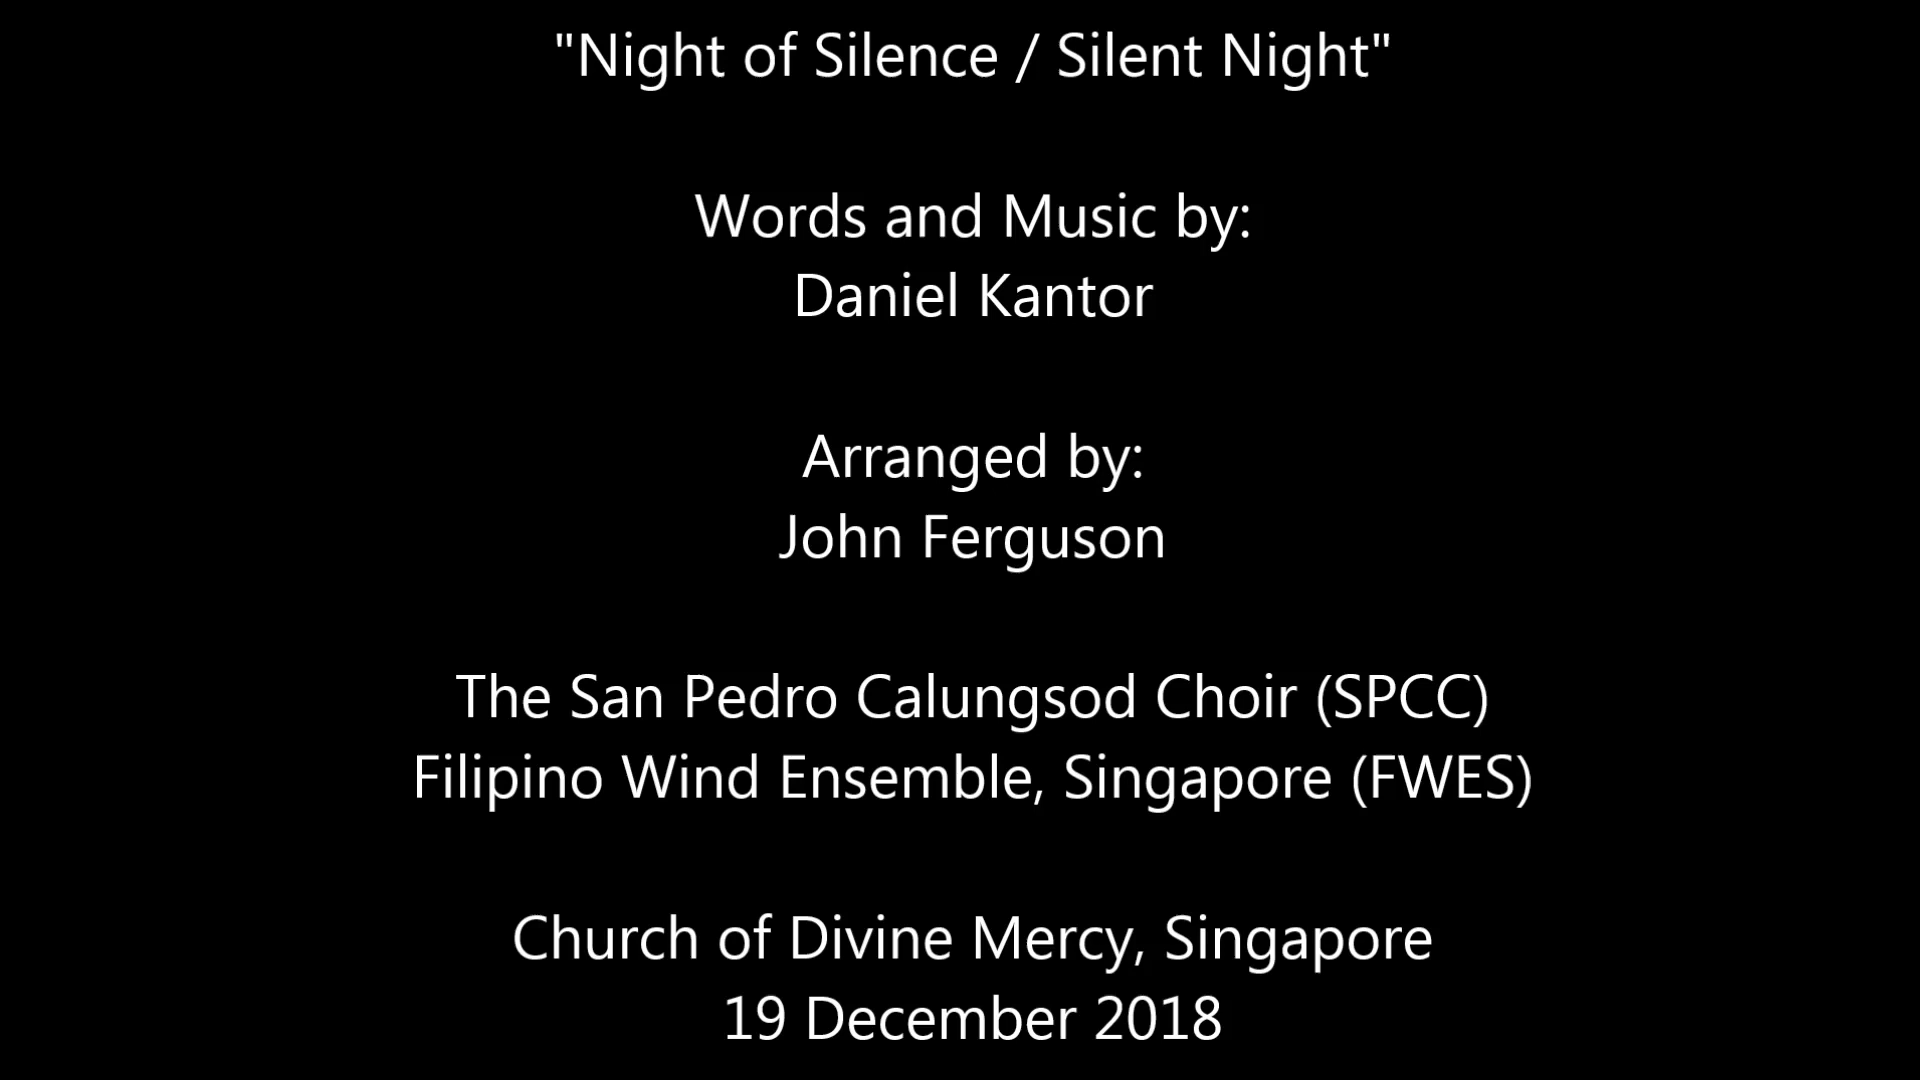 "Night of Silence / Silent Night"
Words and Music by:
Daniel Kantor
Arranged by:
John Ferguson
The San Pedro Calungsod Choir (SPCC)
Filipino Wind Ensemble, Singapore (FWES)
Church of Divine Mercy, Singapore
19 December 2018